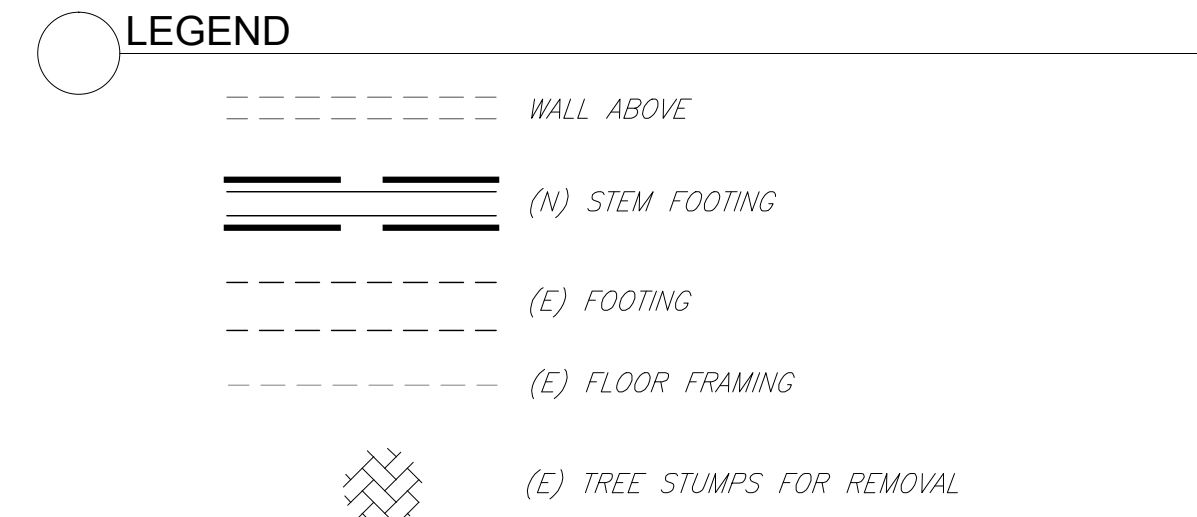 LEGEND
WALL ABOVE
(N) STEM FOOTING
(E) FOOTING
(E) FLOOR FRAMING
(E) TREE STUMPS FOR REMOVAL